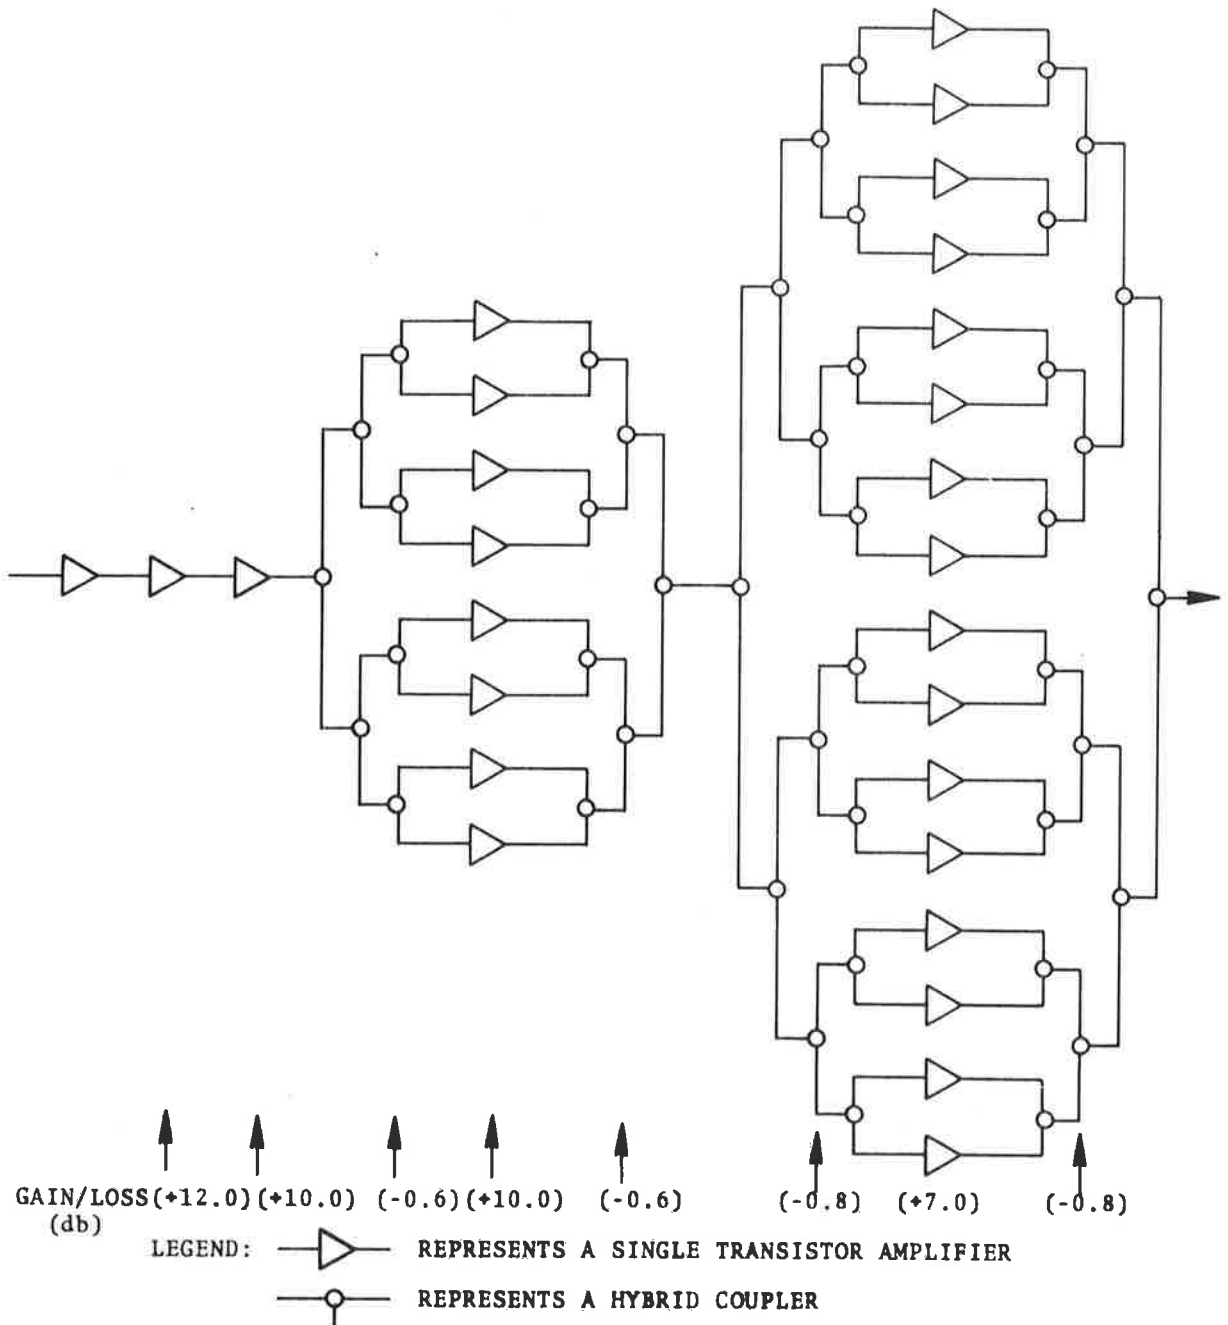 GAIN/LOSS(+12.0)(+10.0) (-0.6)(+10.0) (-0.6) (-0.8) (+7.0) (-0.8)
(db)
LEGEND: REPRESENTS A SINGLE TRANSISTOR AMPLIFIER
REPRESENTS A HYBRID COUPLER